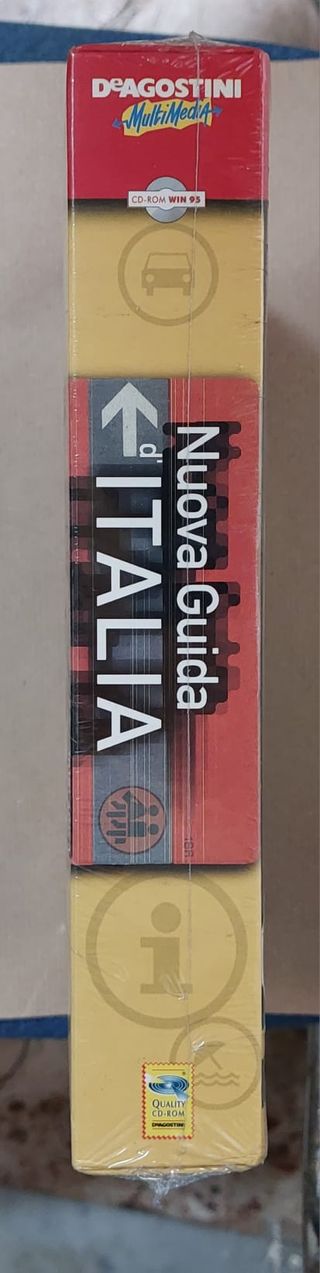 DeAGOSTINI
MultiMediA
CD-ROM WIN 95
Nuova Guida
d'ITALIA
i
QUALITY
CD-ROM
DEAGOSTINI